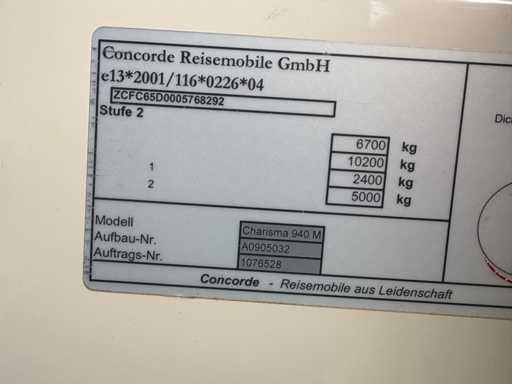 Concorde Reisemobile GmbH
e13*2001/116*0226*04
ZCFC65D0005768292
Stufe 2
6700 kg
1 10200 kg
2 2400 kg
5000 kg
Modell Charisma 940 M
Aufbau-Nr. A0905032
Auftrags-Nr. 1076528
Concorde - Reisemobile aus Leidenschaft